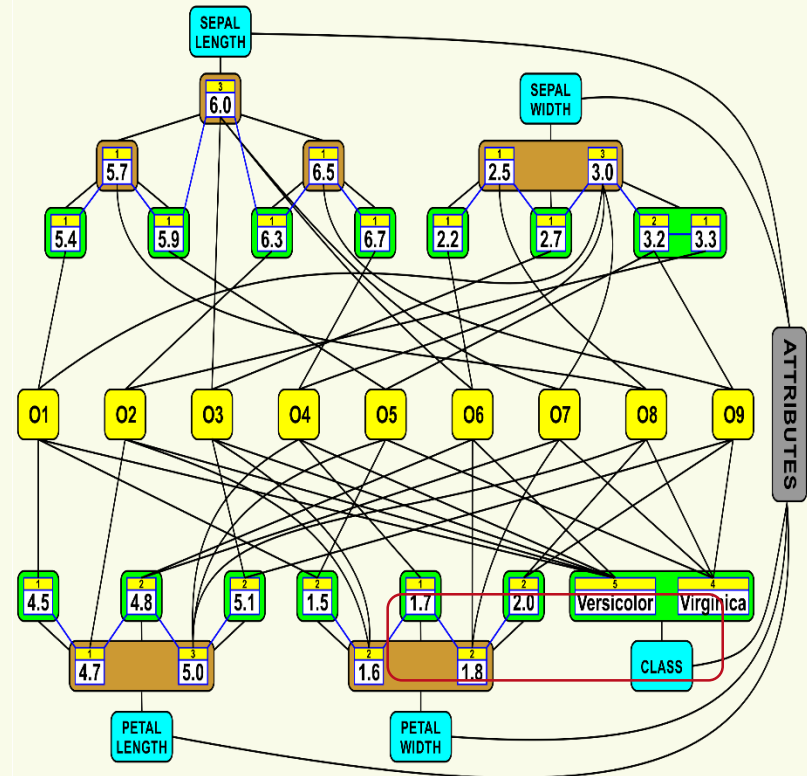 SEPAL
LENGTH
3
6.0
SEPAL
WIDTH
1
5.7
1
6.5
1
2.5
3
3.0
1
5.4
1
5.9
1
6.3
1
6.7
1
2.2
1
2.7
2
3.2
1
3.3
ATTRIBUTES
O1
O2
O3
O4
O5
O6
O7
O8
O9
1
4.5
2
4.8
2
5.1
2
1.5
1
1.7
2
2.0
5
Versicolor
4
Virginica
1
4.7
3
5.0
2
1.6
2
1.8
CLASS
PETAL
LENGTH
PETAL
WIDTH